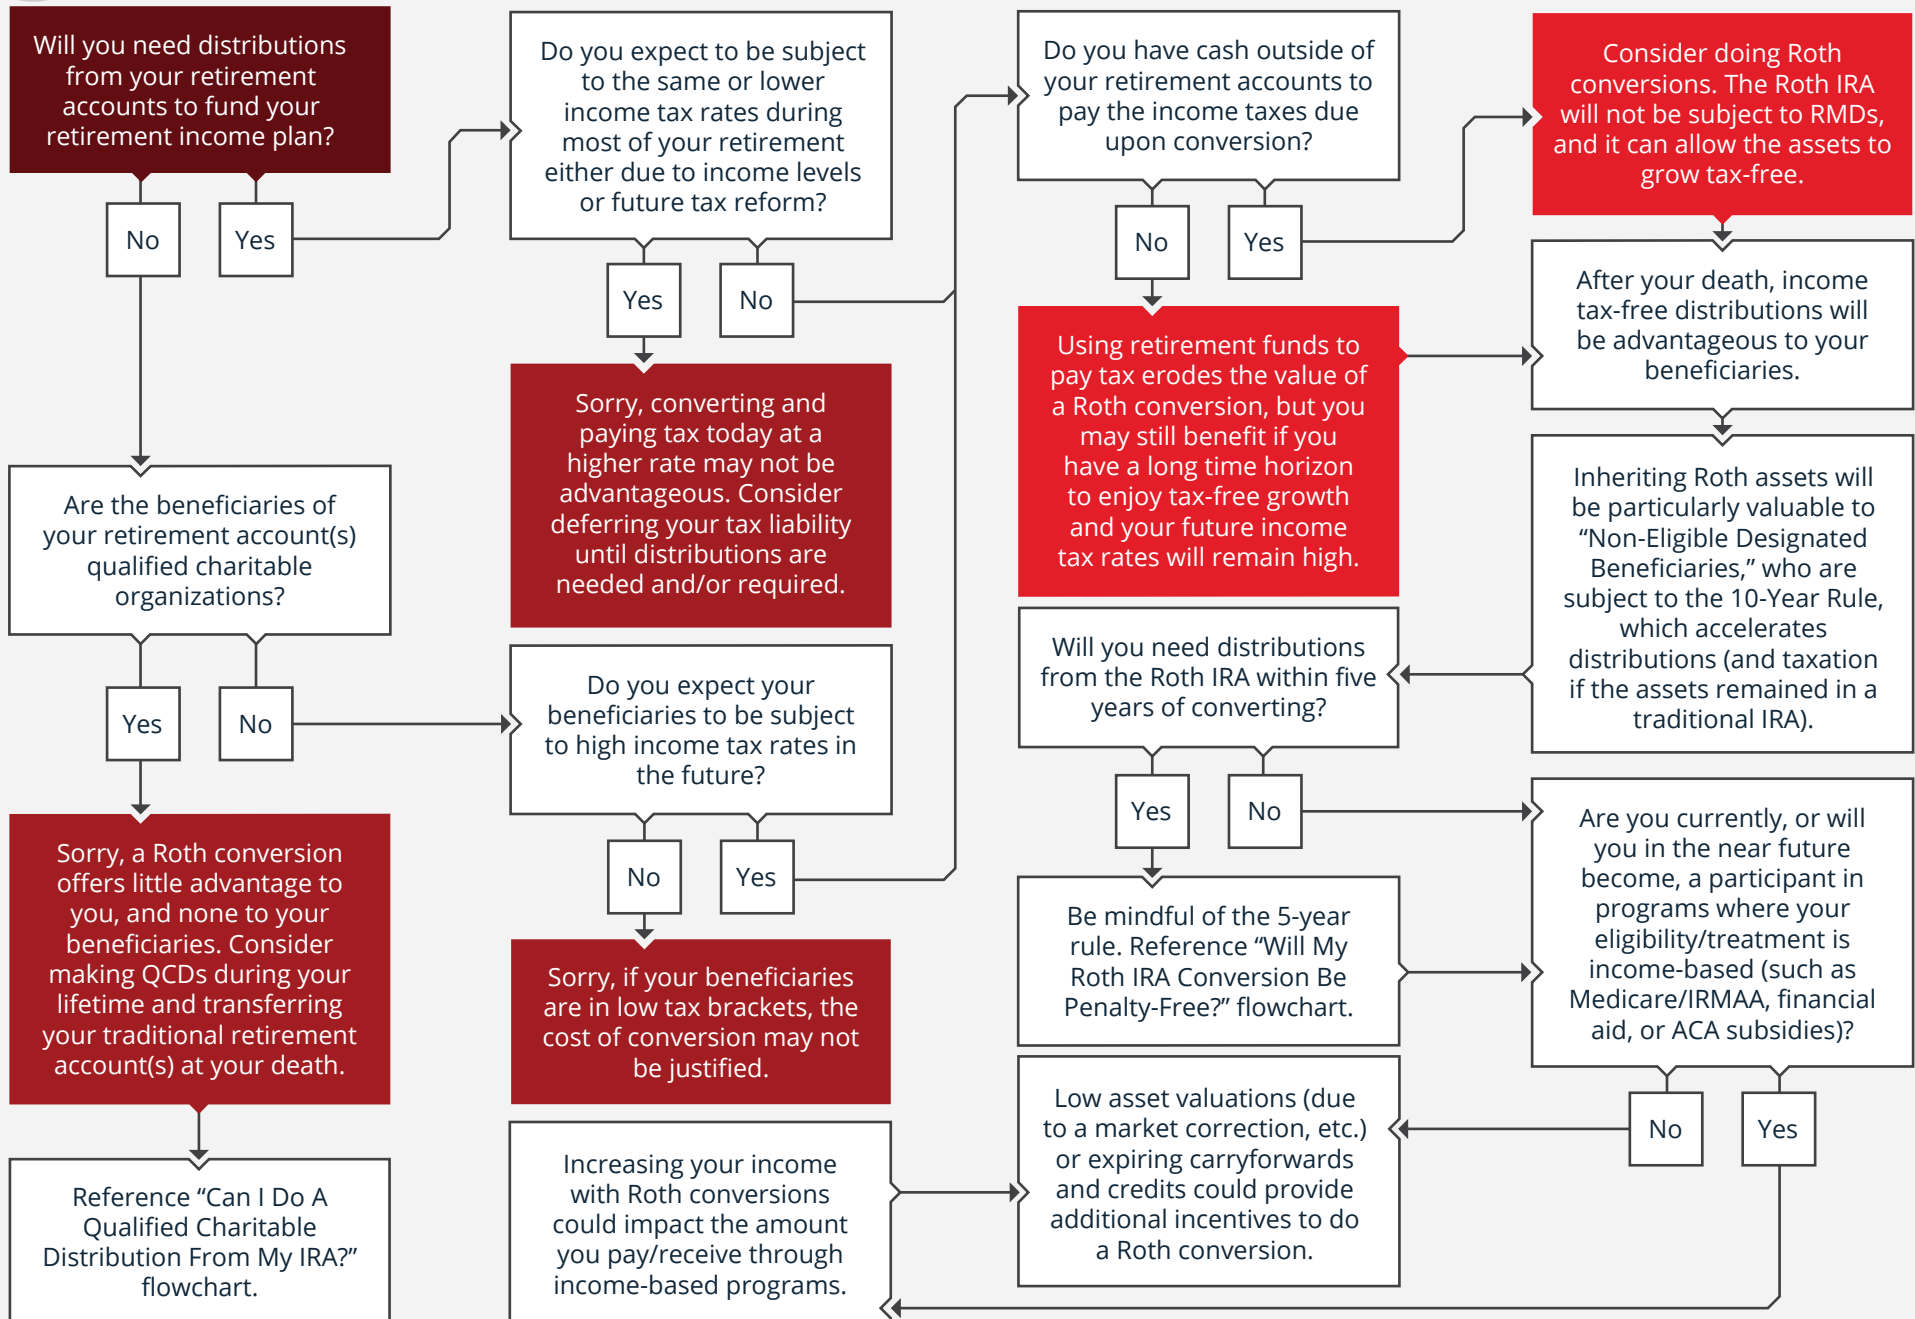 Will you need distributions
from your retirement
accounts to fund your
retirement income plan?
No
Yes
Do you expect to be subject
to the same or lower
income tax rates during
most of your retirement
either due to income levels
or future tax reform?
Yes
No
Sorry, converting and
paying tax today at a
higher rate may not be
advantageous. Consider
deferring your tax liability
until distributions are
needed and/or required.
Are the beneficiaries of
your retirement account(s)
qualified charitable
organizations?
Yes
No
Sorry, a Roth conversion
offers little advantage to
you, and none to your
beneficiaries. Consider
making QCDs during your
lifetime and transferring
your traditional retirement
account(s) at your death.
Reference “Can I Do A
Qualified Charitable
Distribution From My IRA?”
flowchart.
Do you expect your
beneficiaries to be subject
to high income tax rates in
the future?
No
Yes
Sorry, if your beneficiaries
are in low tax brackets, the
cost of conversion may not
be justified.
Do you have cash outside of
your retirement accounts to
pay the income taxes due
upon conversion?
No
Yes
Using retirement funds to
pay tax erodes the value of
a Roth conversion, but you
may still benefit if you
have a long time horizon
to enjoy tax-free growth
and your future income
tax rates will remain high.
Consider doing Roth
conversions. The Roth IRA
will not be subject to RMDs,
and it can allow the assets to
grow tax-free.
After your death, income
tax-free distributions will
be advantageous to your
beneficiaries.
Inheriting Roth assets will
be particularly valuable to
“Non-Eligible Designated
Beneficiaries,” who are
subject to the 10-Year Rule,
which accelerates
distributions (and taxation
if the assets remained in a
traditional IRA).
Will you need distributions
from the Roth IRA within five
years of converting?
Yes
No
Be mindful of the 5-year
rule. Reference “Will My
Roth IRA Conversion Be
Penalty-Free?” flowchart.
Are you currently, or will
you in the near future
become, a participant in
programs where your
eligibility/treatment is
income-based (such as
Medicare/IRMAA, financial
aid, or ACA subsidies)?
No
Yes
Increasing your income
with Roth conversions
could impact the amount
you pay/receive through
income-based programs.
Low asset valuations (due
to a market correction, etc.)
or expiring carryforwards
and credits could provide
additional incentives to do
a Roth conversion.